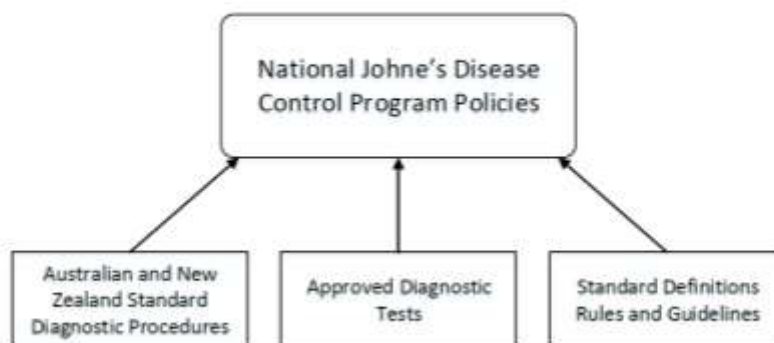 National Johne's Disease
Control Program Policies
Australian and New
Zealand Standard
Diagnostic Procedures
Approved Diagnostic
Tests
Standard Definitions
Rules and Guidelines